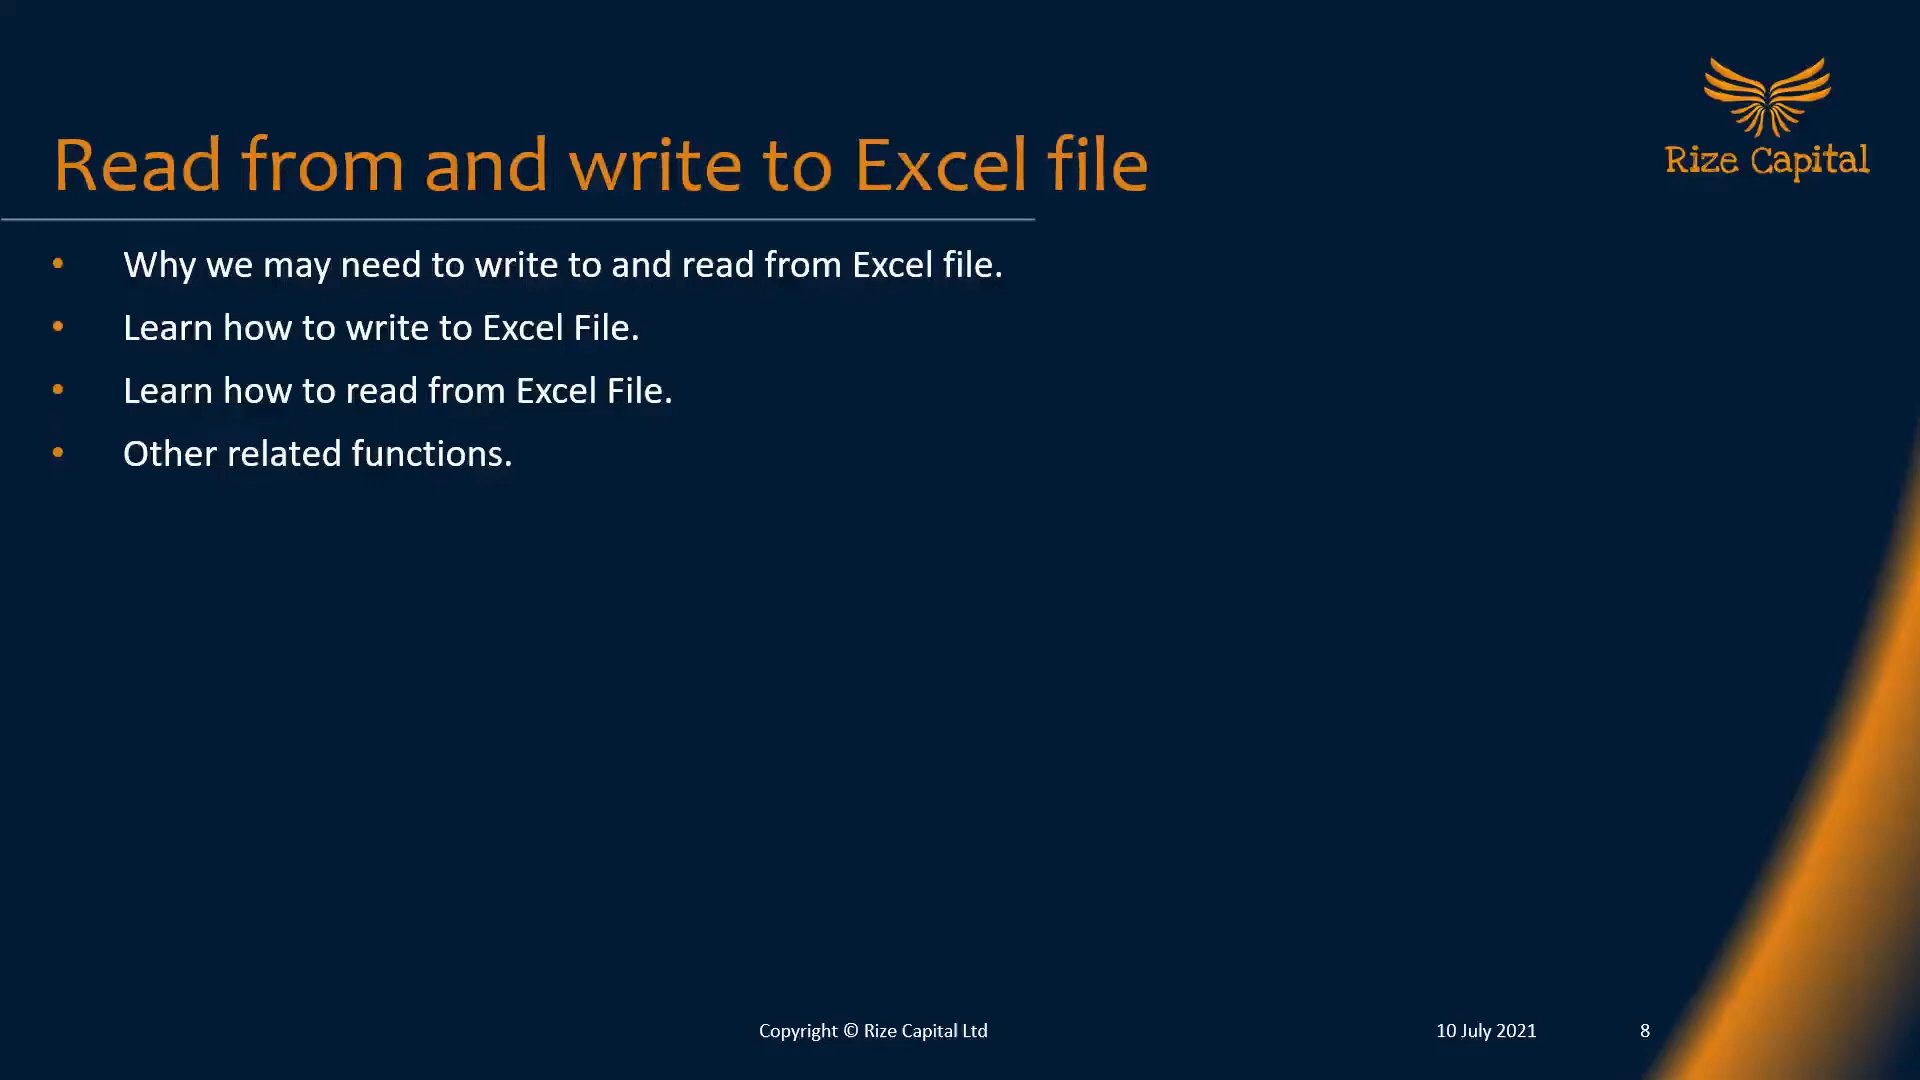 Rize Capital
Read from and write to Excel file
• Why we may need to write to and read from Excel file.
• Learn how to write to Excel File.
• Learn how to read from Excel File.
• Other related functions.
Copyright © Rize Capital Ltd
10 July 2021
8